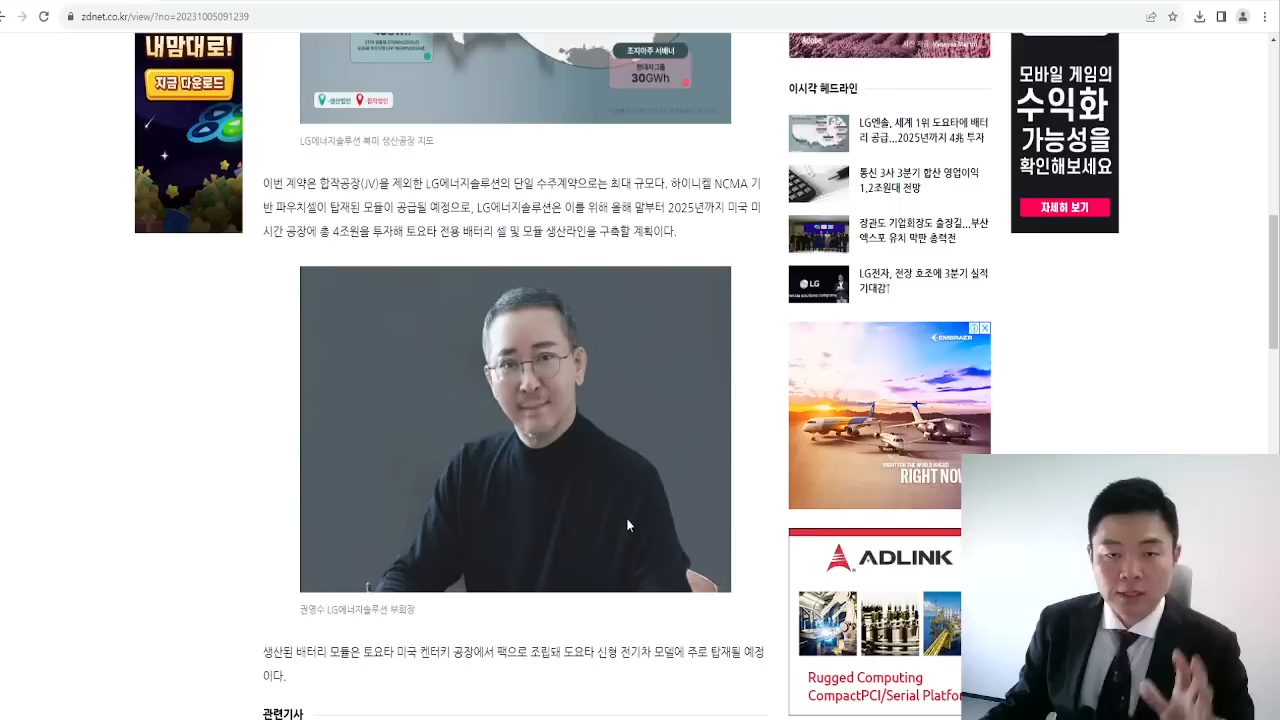 zdnet.co.kr/view/?no=20231005091239
내맘대로!
지금 다운로드
조지아주 서배너
현대차그룹
30GWh
생산법인
합작법인
LG에너지솔루션 북미 생산공장 지도
이번 계약은 합작공장(JV)을 제외한 LG에너지솔루션의 단일 수주계약으로는 최대 규모다. 하이니켈 NCMA 기
반 파우치셀이 탑재된 모듈이 공급될 예정으로, LG에너지솔루션은 이를 위해 올해 말부터 2025년까지 미국 미
시간 공장에 총 4조원을 투자해 토요타 전용 배터리 셀 및 모듈 생산라인을 구축할 계획이다.
권영수 LG에너지솔루션 부회장
생산된 배터리 모듈은 토요타 미국 켄터키 공장에서 팩으로 조립돼 도요타 신형 전기차 모델에 주로 탑재될 예정
이다.
관련기사
Adobe
이시각 헤드라인
LG엔솔, 세계 1위 도요타에 배터
리 공급...2025년까지 4兆 투자
통신 3사 3분기 합산 영업이익
1.2조원대 전망
장관도 기업회장도 출장길...부산
엑스포 유치 막판 총력전
LG
LG전자, 전장 호조에 3분기 실적
기대감↑
EMBRAER
RIGHT FOR THE WORLD AHEAD
RIGHT NO
ADLINK
Rugged Computing
CompactPCI/Serial Platfo
모바일 게임의
수익화
가능성을
확인해보세요
자세히 보기